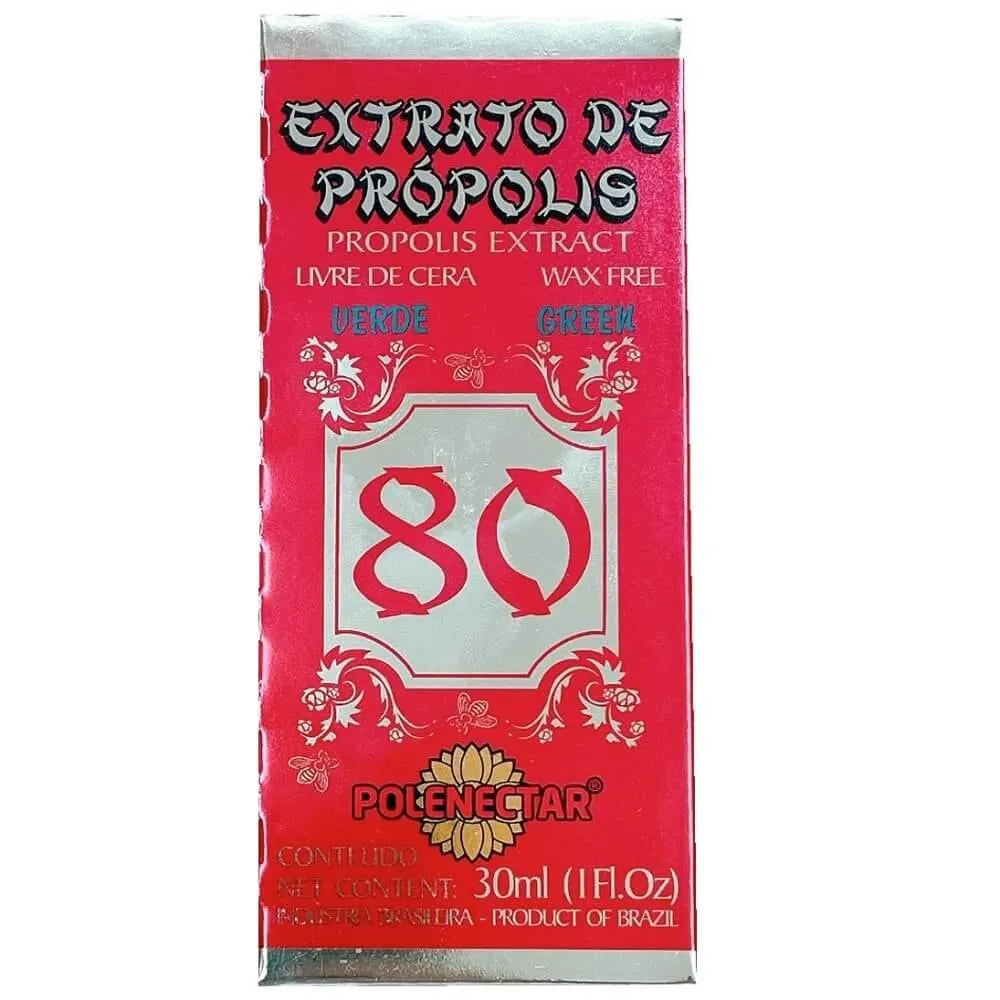 EXTRATO DE
PRÓPOLIS
PROPOLIS EXTRACT
LIVRE DE CERA WAX FREE
VERDE GREEN
80
POLENECTAR®
CONTEÚDO
NET CONTENT: 30ml (1Fl.Oz)
INDÚSTRIA BRASILEIRA - PRODUCT OF BRAZIL